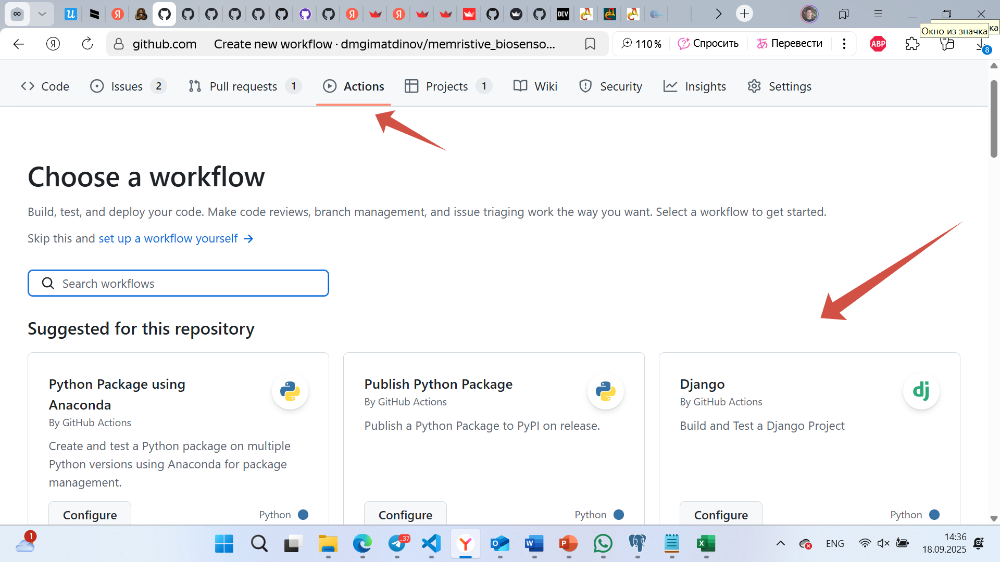 github.com
Create new workflow · dmgimatdinov/memristive_biosenso...
110 %
Спросить
Перевести
ABP
DEV
Окно из значка
ка
8
Code
Issues 2
Pull requests 1
Actions
Projects 1
Wiki
Security
Insights
Settings
Choose a workflow
Build, test, and deploy your code. Make code reviews, branch management, and issue triaging work the way you want. Select a workflow to get started.
Skip this and set up a workflow yourself →
Search workflows
Suggested for this repository
Python Package using
Anaconda
By GitHub Actions
Create and test a Python package on multiple
Python versions using Anaconda for package
management.
Configure
Python
Publish Python Package
By GitHub Actions
Publish a Python Package to PyPI on release.
Configure
Python
Django
By GitHub Actions
dj
Build and Test a Django Project
Configure
Python
1
..37
ENG
14:36
18.09.2025